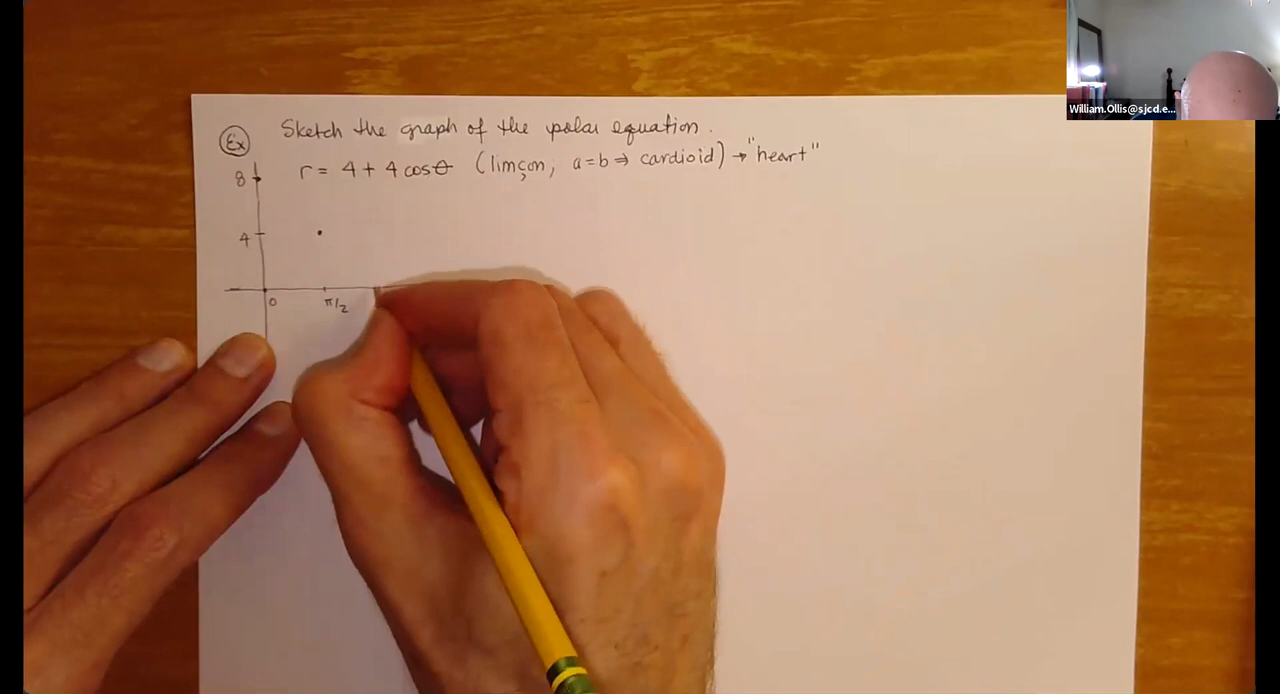 William.Ollis@sjcd.e...
Ex Sketch the graph of the polar equation.
r = 4 + 4 cosθ (limçon; a=b ⇒ cardioid) → "heart"
8
4
0 π/2